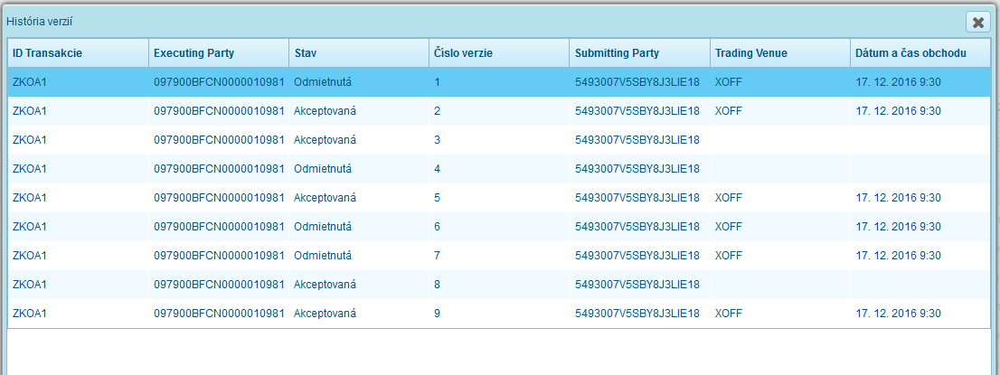 História verzií
ID Transakcie Executing Party Stav Číslo verzie Submitting Party Trading Venue Dátum a čas obchodu
ZKOA1 097900BFCN0000010981 Odmietnutá 1 5493007V5SBY8J3LIE18 XOFF 17. 12. 2016 9:30
ZKOA1 097900BFCN0000010981 Akceptovaná 2 5493007V5SBY8J3LIE18 XOFF 17. 12. 2016 9:30
ZKOA1 097900BFCN0000010981 Akceptovaná 3 5493007V5SBY8J3LIE18
ZKOA1 097900BFCN0000010981 Odmietnutá 4 5493007V5SBY8J3LIE18
ZKOA1 097900BFCN0000010981 Akceptovaná 5 5493007V5SBY8J3LIE18 XOFF 17. 12. 2016 9:30
ZKOA1 097900BFCN0000010981 Odmietnutá 6 5493007V5SBY8J3LIE18 XOFF 17. 12. 2016 9:30
ZKOA1 097900BFCN0000010981 Odmietnutá 7 5493007V5SBY8J3LIE18 XOFF 17. 12. 2016 9:30
ZKOA1 097900BFCN0000010981 Akceptovaná 8 5493007V5SBY8J3LIE18
ZKOA1 097900BFCN0000010981 Akceptovaná 9 5493007V5SBY8J3LIE18 XOFF 17. 12. 2016 9:30